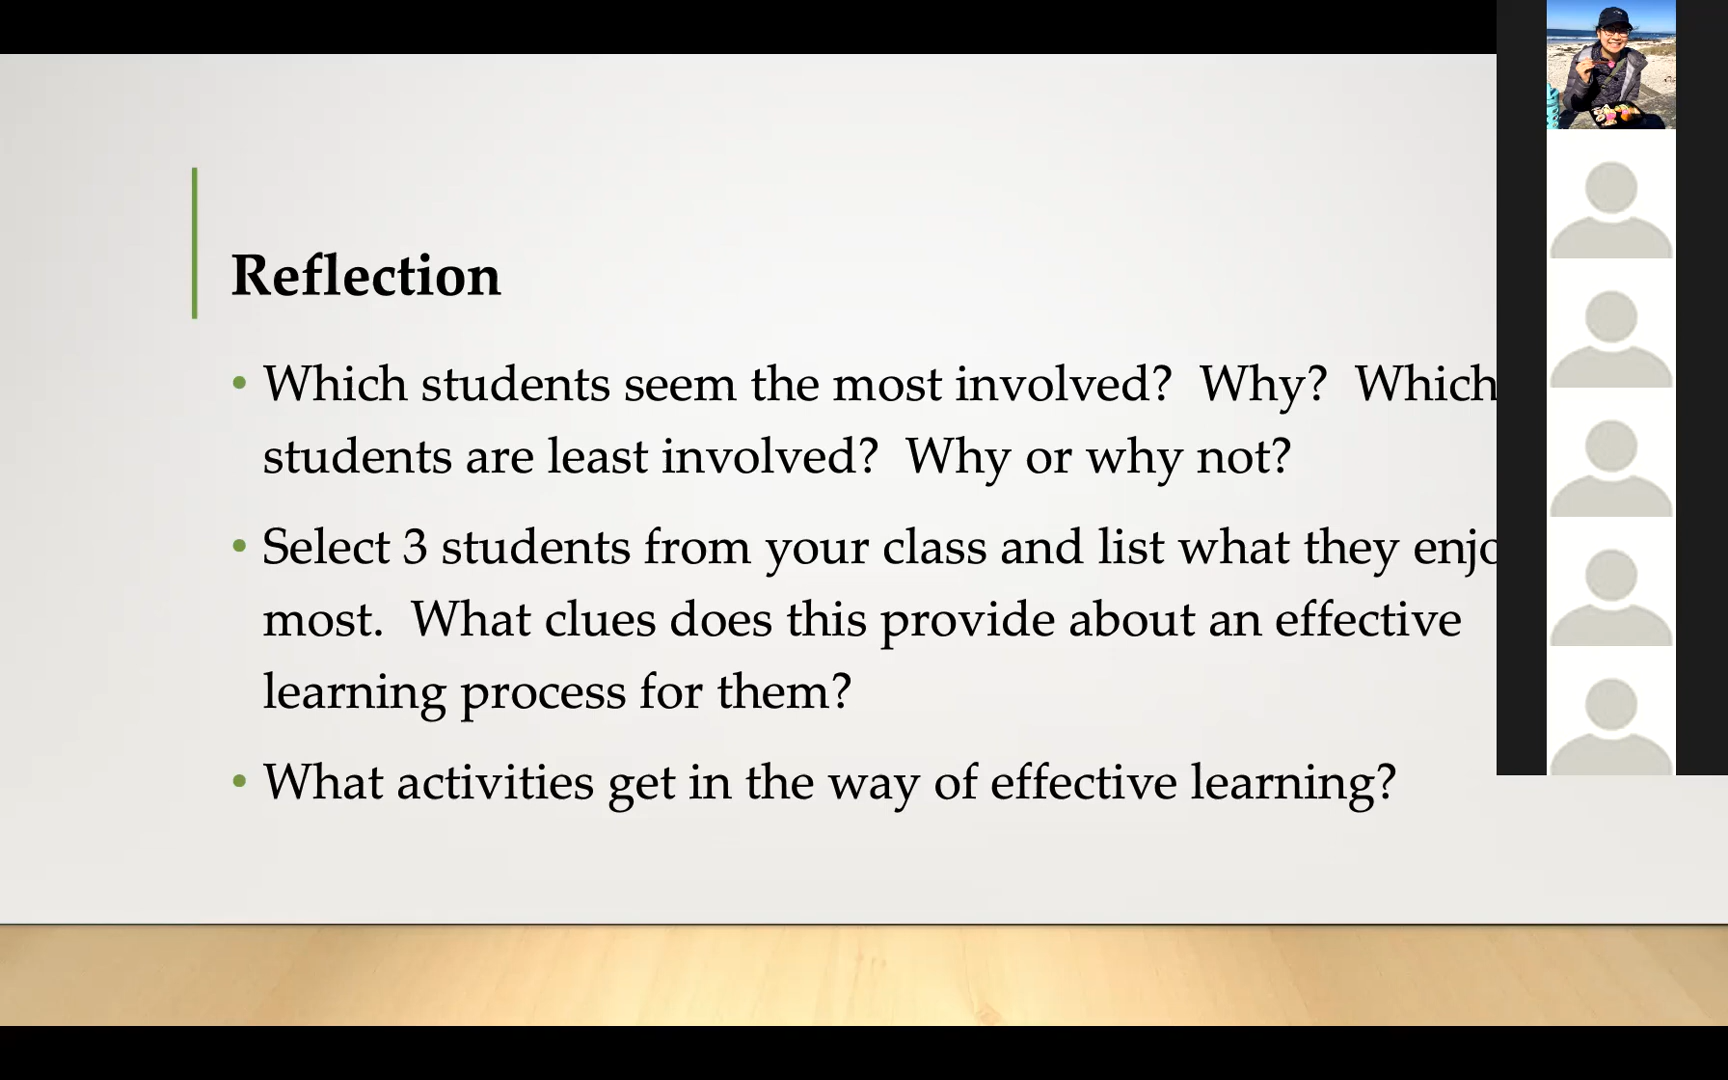 Reflection
• Which students seem the most involved?  Why?  Which
students are least involved?  Why or why not?
• Select 3 students from your class and list what they
most.  What clues does this provide about an effective
learning process for them?
• What activities get in the way of effective learning?